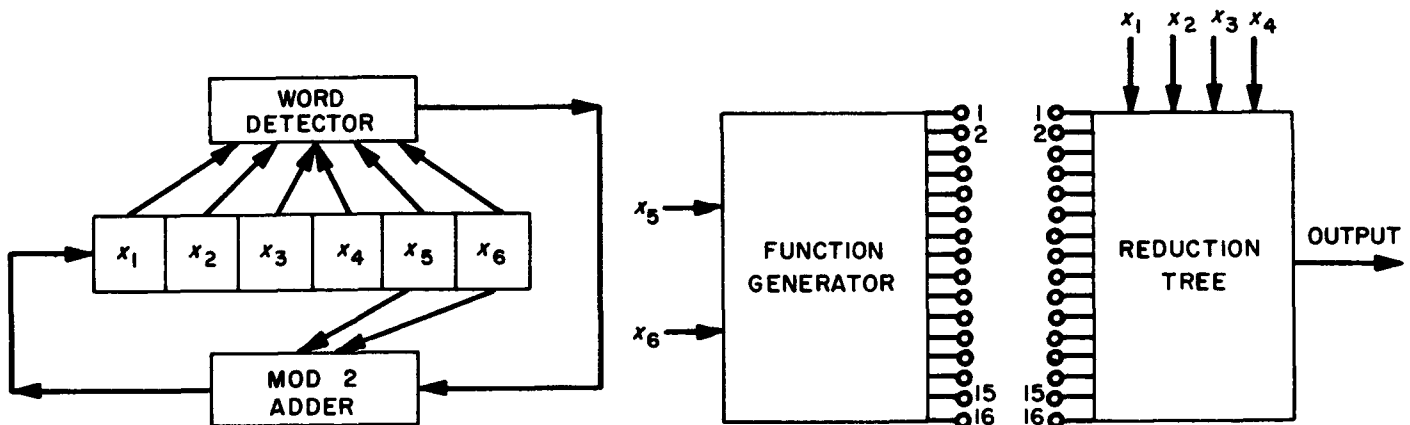 WORD
DETECTOR
x1 x2 x3 x4 x5 x6
MOD 2
ADDER
x5
x6
FUNCTION
GENERATOR
1
2
15
16
x1 x2 x3 x4
1
2
15
16
REDUCTION
TREE
OUTPUT